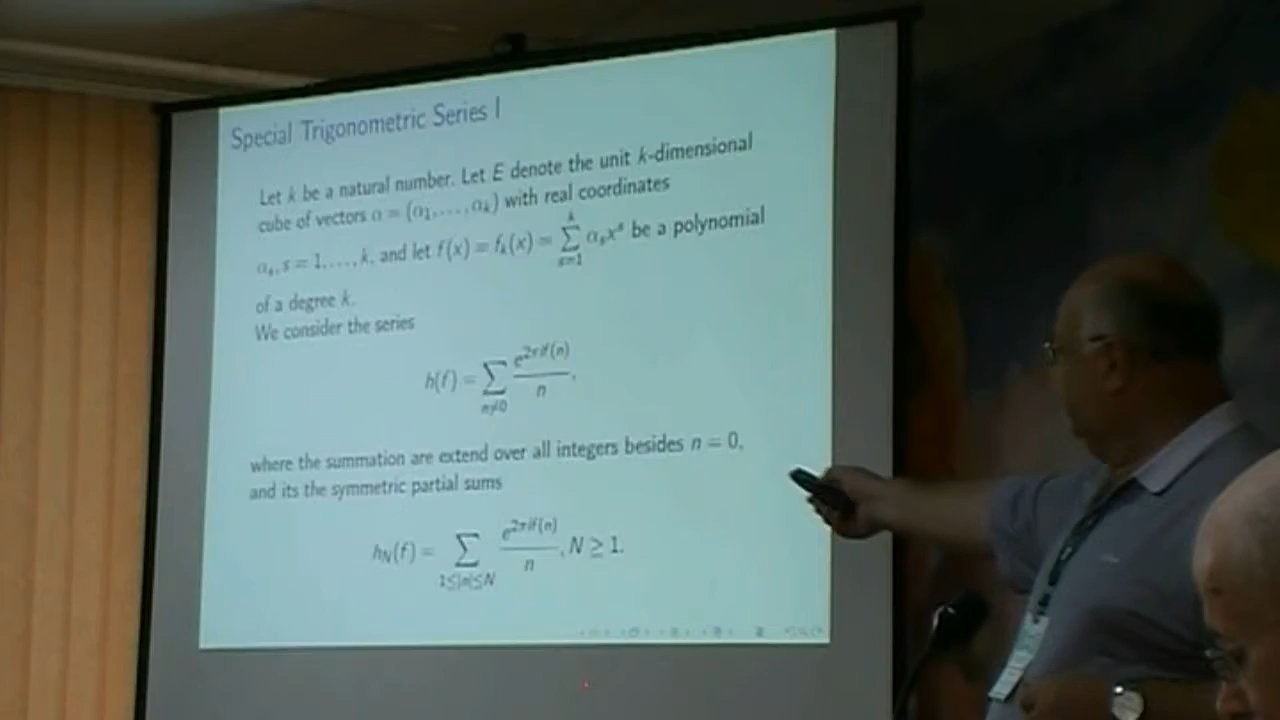 Special Trigonometric Series I
Let k be a natural number. Let E denote the unit k-dimensional
cube of vectors α = (α₁, . . . , αₖ) with real coordinates
αₛ, s = 1, . . . , k, and let f(x) = fₖ(x) = ∑_{s=1}^{k} αₛxˢ be a polynomial
of a degree k.
We consider the series
h(f) = ∑_{n≠0} e^{2πif(n)}/n,
where the summation are extend over all integers besides n = 0,
and its the symmetric partial sums
h_N(f) = ∑_{1≤|n|≤N} e^{2πif(n)}/n, N ≥ 1.